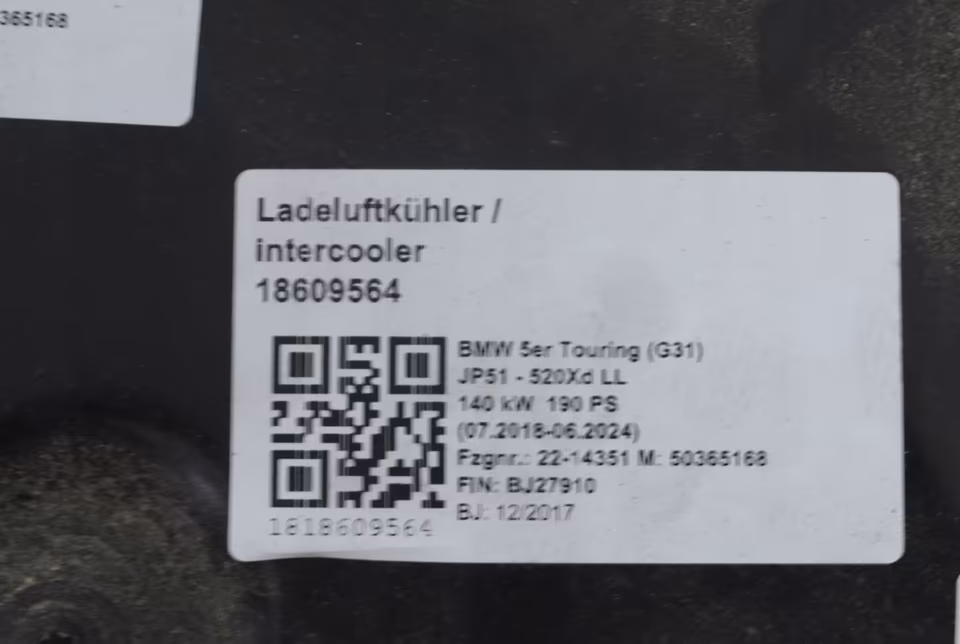 365168
Ladeluftkühler /
intercooler
18609564
BMW 5er Touring (G31)
JP51 - 520Xd LL
140 kW 190 PS
(07.2018-06.2024)
Fzgnr.: 22-14351 M: 50365168
FIN: BJ27910
BJ: 12/2017
1818609564